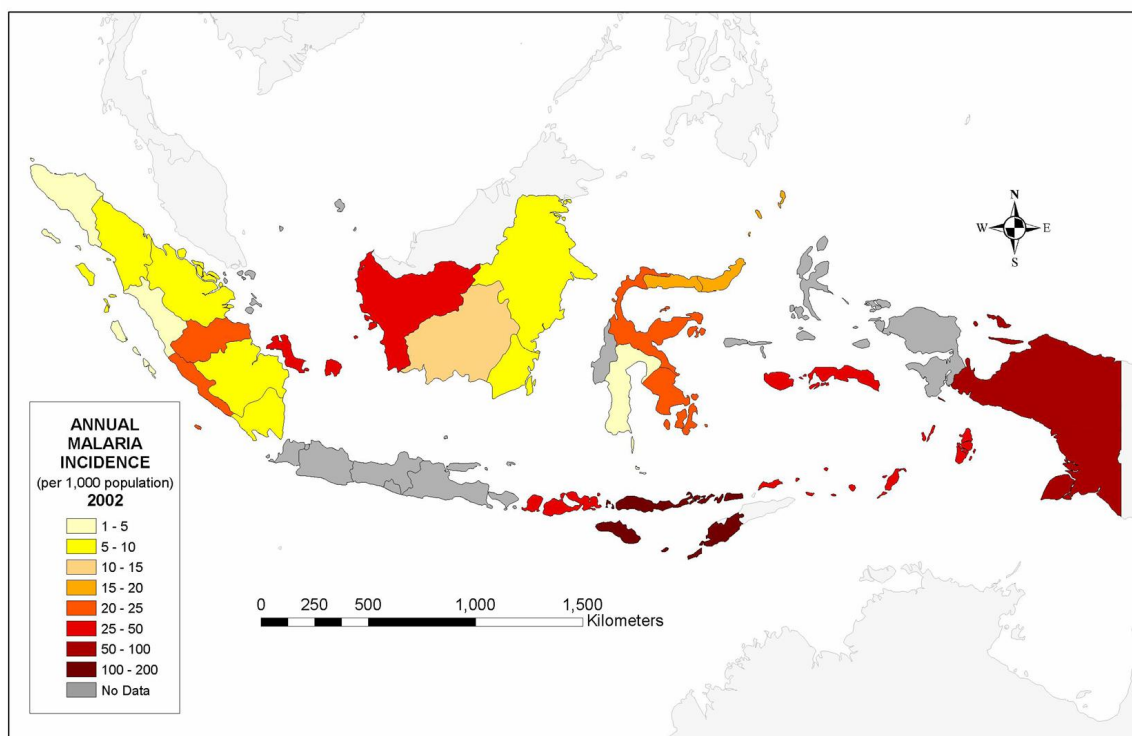 N
W E
S
ANNUAL
MALARIA
INCIDENCE
(per 1,000 population)
2002
1 - 5
5 - 10
10 - 15
15 - 20
20 - 25
25 - 50
50 - 100
100 - 200
No Data
0 250 500 1,000 1,500
Kilometers